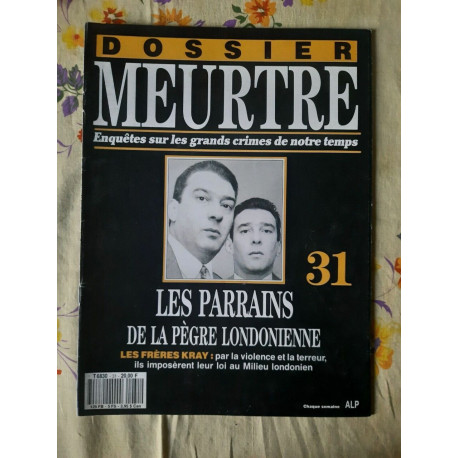 DOSSIER
MEURTRE
Enquêtes sur les grands crimes de notre temps
31
LES PARRAINS
DE LA PÈGRE LONDONIENNE
LES FRÈRES KRAY : par la violence et la terreur,
ils imposèrent leur loi au Milieu londonien
Chaque semaine ALP